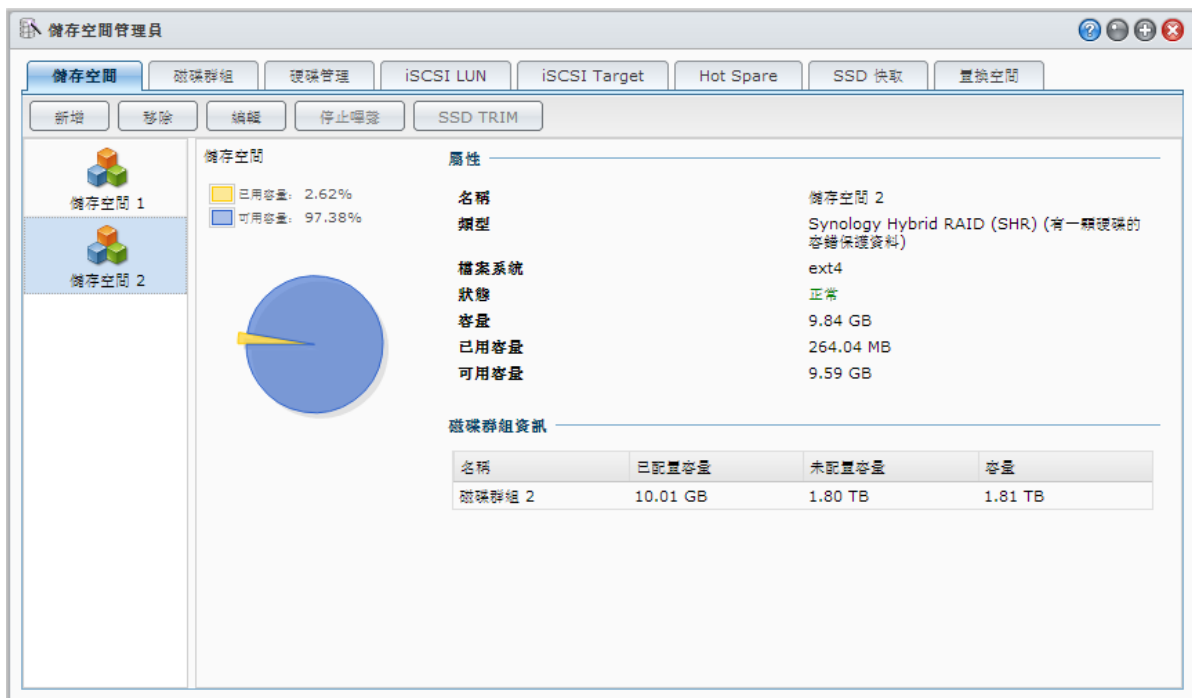 儲存空間管理員
儲存空間 磁碟群組 硬碟管理 iSCSI LUN iSCSI Target Hot Spare SSD 快取 置換空間
新增 移除 編輯 停止嗶聲 SSD TRIM
儲存空間 1
儲存空間 2
儲存空間
已用容量: 2.62%
可用容量: 97.38%
屬性
名稱 儲存空間 2
類型 Synology Hybrid RAID (SHR) (有一顆硬碟的
容錯保護資料)
檔案系統 ext4
狀態 正常
容量 9.84 GB
已用容量 264.04 MB
可用容量 9.59 GB
磁碟群組資訊
名稱 已配置容量 未配置容量 容量
磁碟群組 2 10.01 GB 1.80 TB 1.81 TB